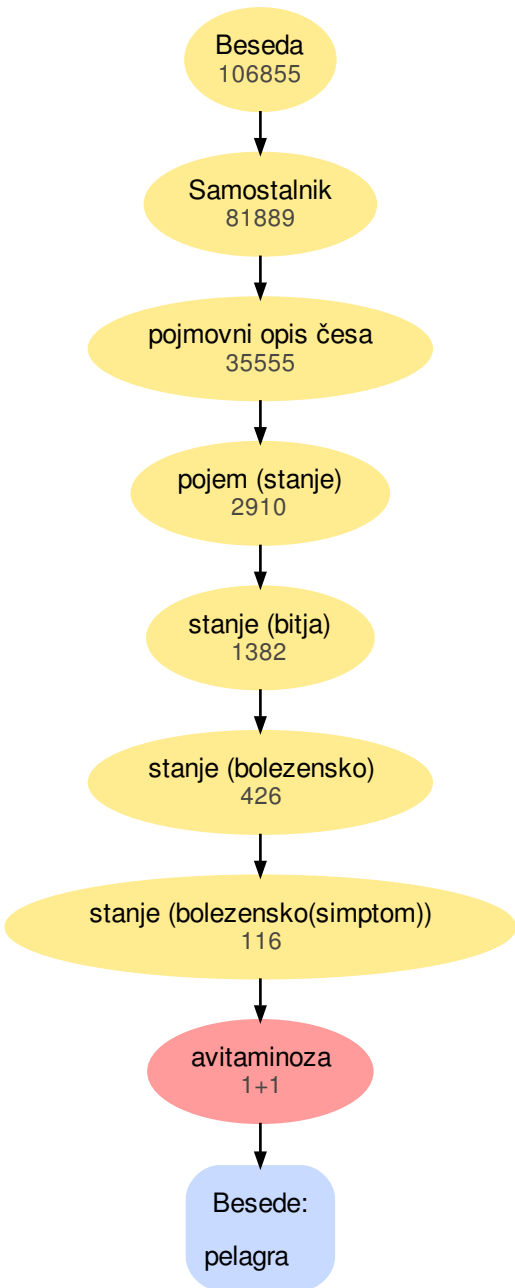 Beseda
106855
Samostalnik
81889
pojmovni opis česa
35555
pojem (stanje)
2910
stanje (bitja)
1382
stanje (bolezensko)
426
stanje (bolezensko(simptom))
116
avitaminoza
1+1
Besede:
pelagra